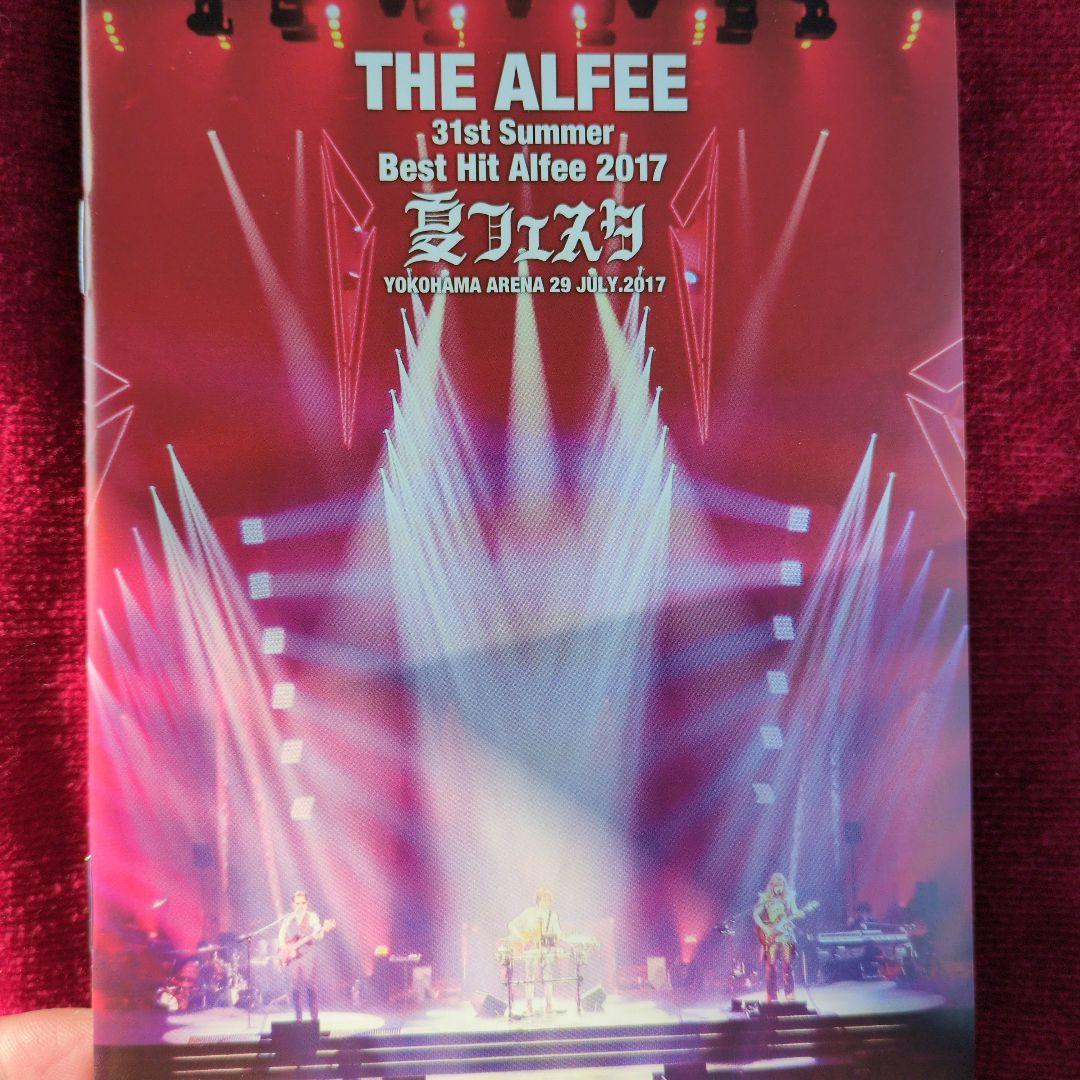 THE ALFEE
31st Summer
Best Hit Alfee 2017
夏フェスタ
YOKOHAMA ARENA 29 JULY.2017